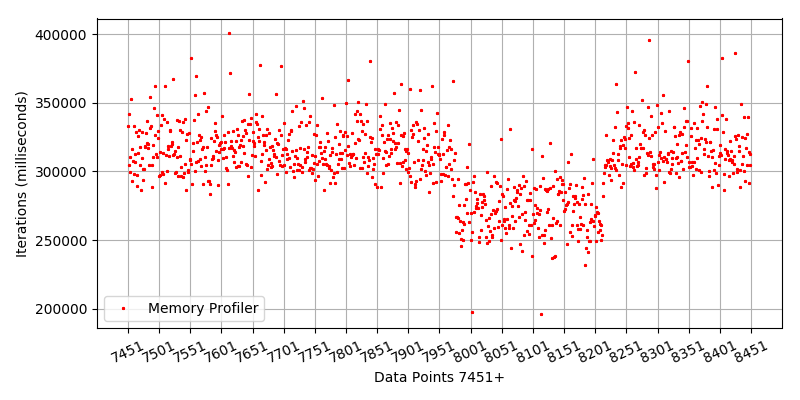 400000
350000
300000
250000
200000
Iterations (milliseconds)
Memory Profiler
7451 7501 7551 7601 7651 7701 7751 7801 7851 7901 7951 8001 8051 8101 8151 8201 8251 8301 8351 8401 8451
Data Points 7451+